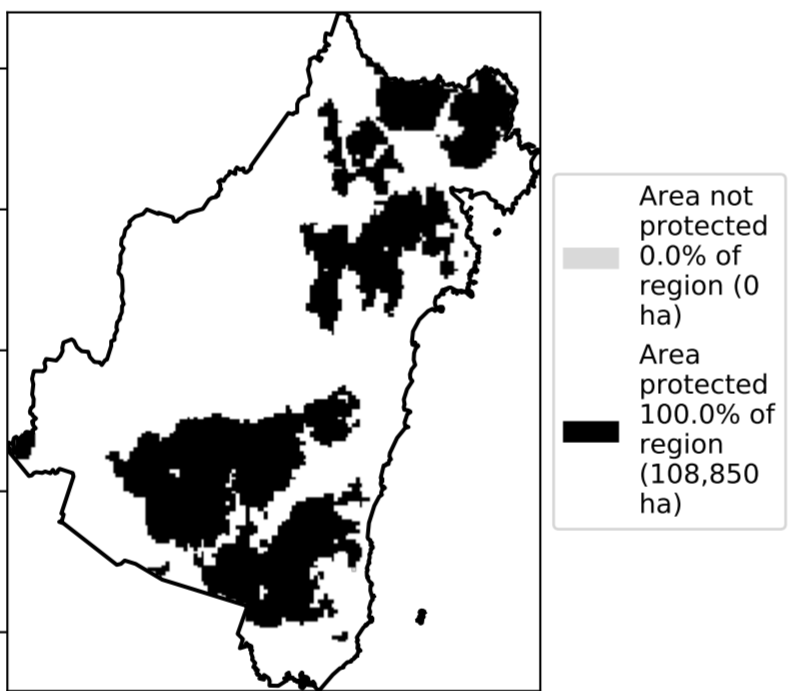 Area not
protected
0.0% of
region (0
ha)
Area
protected
100.0% of
region
(108,850
ha)